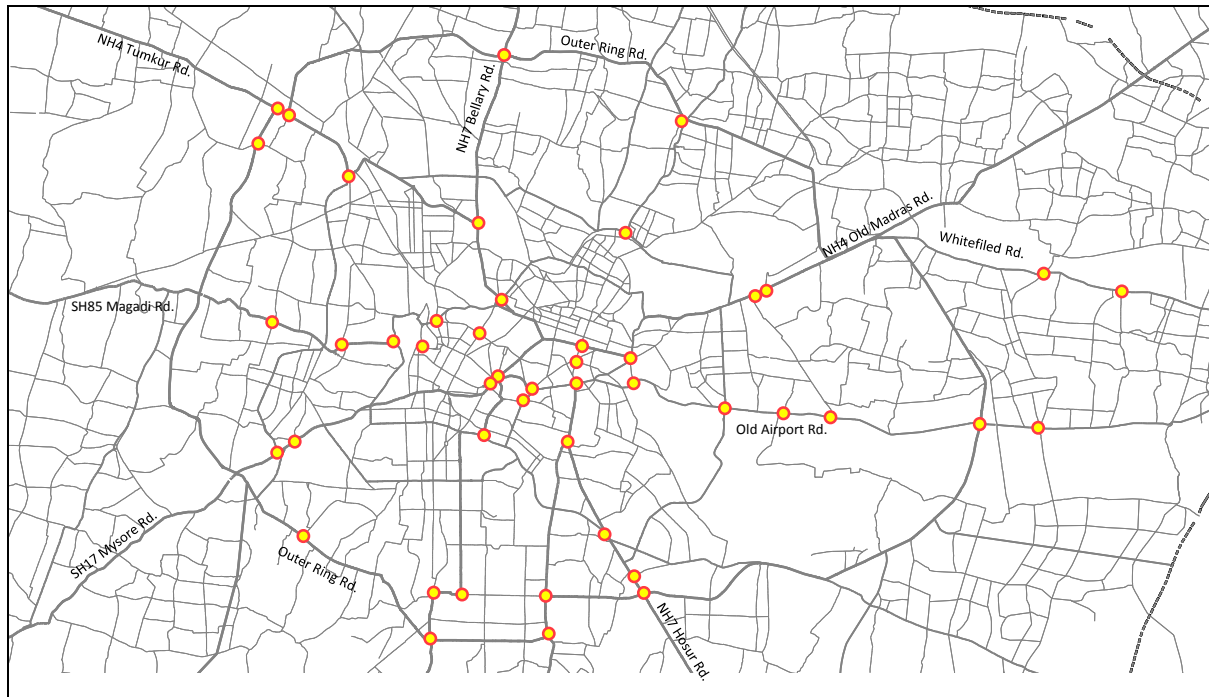 NH4 Tumkur Rd.
Outer Ring Rd.
NH7 Bellary Rd.
NH4 Old Madras Rd.
Whitefiled Rd.
SH85 Magadi Rd.
Old Airport Rd.
SH17 Mysore Rd.
Outer Ring Rd.
NH7 Hosur Rd.